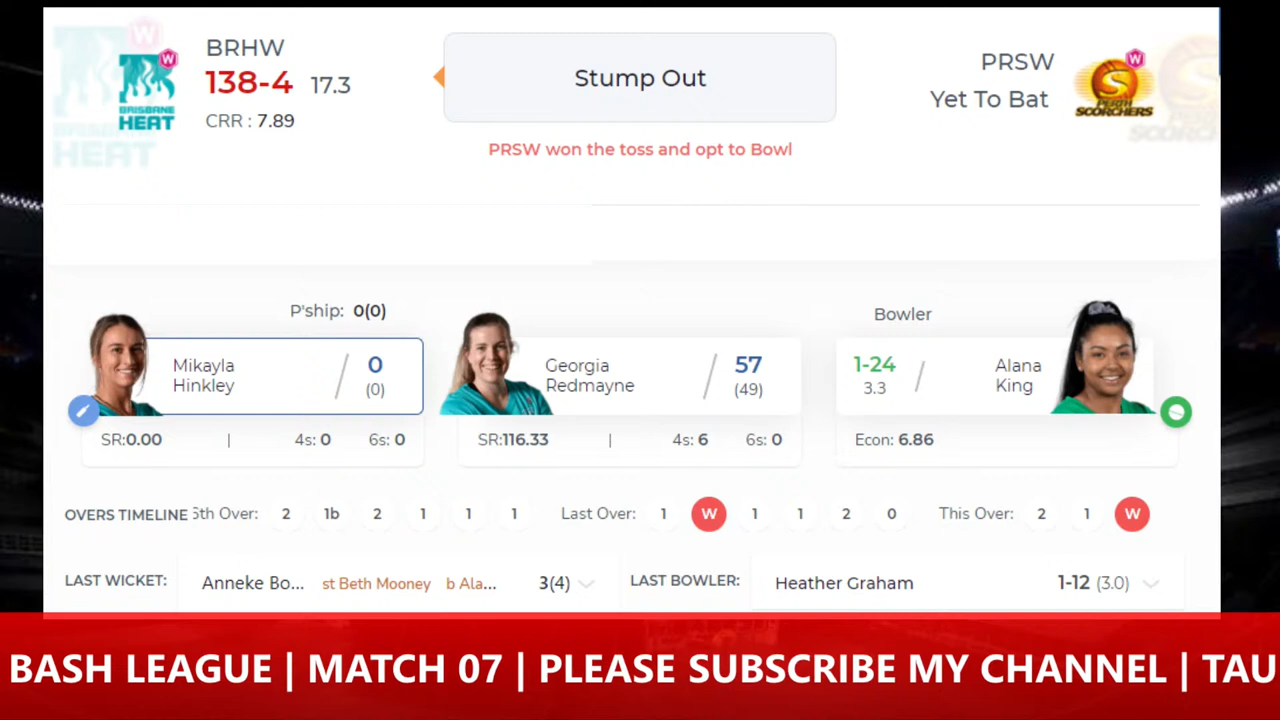 BRHW
138-4 17.3
CRR : 7.89
BRISBANE
HEAT
Stump Out
PRSW won the toss and opt to Bowl
PRSW
Yet To Bat
PERTH
SCORCHERS
W
P'ship: 0(0)
Bowler
Mikayla
Hinkley
0
(0)
SR:0.00 | 4s: 0 6s: 0
Georgia
Redmayne
57
(49)
SR:116.33 | 4s: 6 6s: 0
1-24
3.3
Alana
King
Econ: 6.86
OVERS TIMELINE 5th Over: 2 1b 2 1 1 1 Last Over: 1 W 1 1 2 0 This Over: 2 1 W
LAST WICKET: Anneke Bo... st Beth Mooney b Ala... 3(4) LAST BOWLER: Heather Graham 1-12 (3.0)
BASH LEAGUE | MATCH 07 | PLEASE SUBSCRIBE MY CHANNEL | TAU